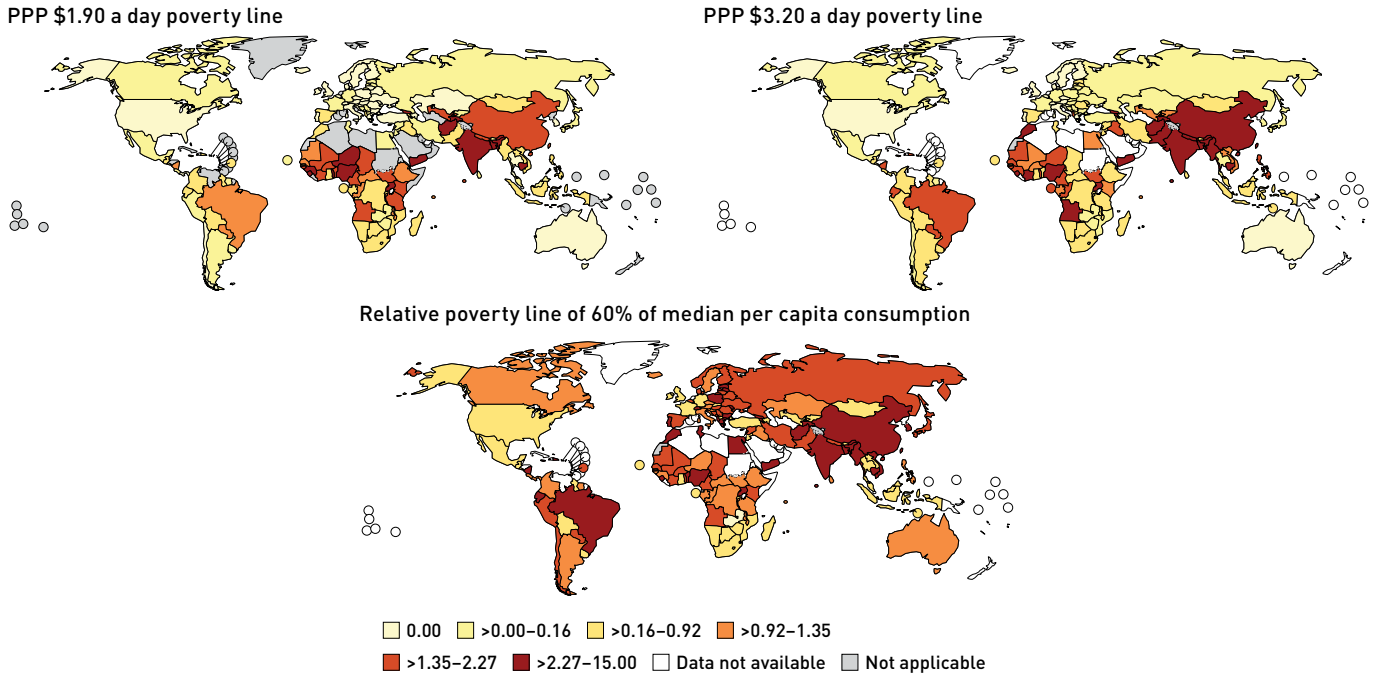 PPP $1.90 a day poverty line
PPP $3.20 a day poverty line
Relative poverty line of 60% of median per capita consumption
0.00 >0.00–0.16 >0.16–0.92 >0.92–1.35
>1.35–2.27 >2.27–15.00 Data not available Not applicable